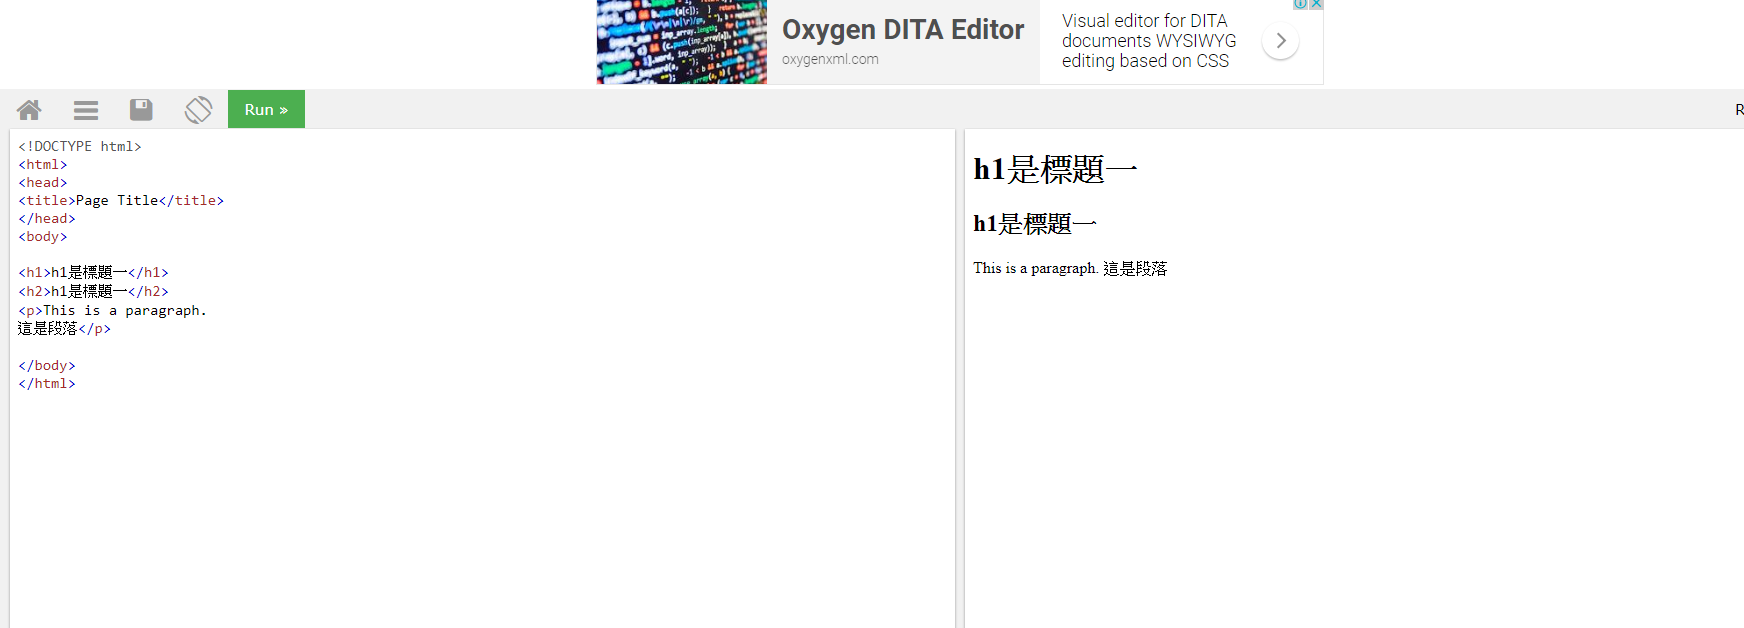 Oxygen DITA Editor
oxygenxml.com
Visual editor for DITA
documents WYSIWYG
editing based on CSS
Run »
R
<!DOCTYPE html>
<html>
<head>
<title>Page Title</title>
</head>
<body>
<h1>h1是標題一</h1>
<h2>h1是標題一</h2>
<p>This is a paragraph.
這是段落</p>
</body>
</html>
h1是標題一
h1是標題一
This is a paragraph. 這是段落